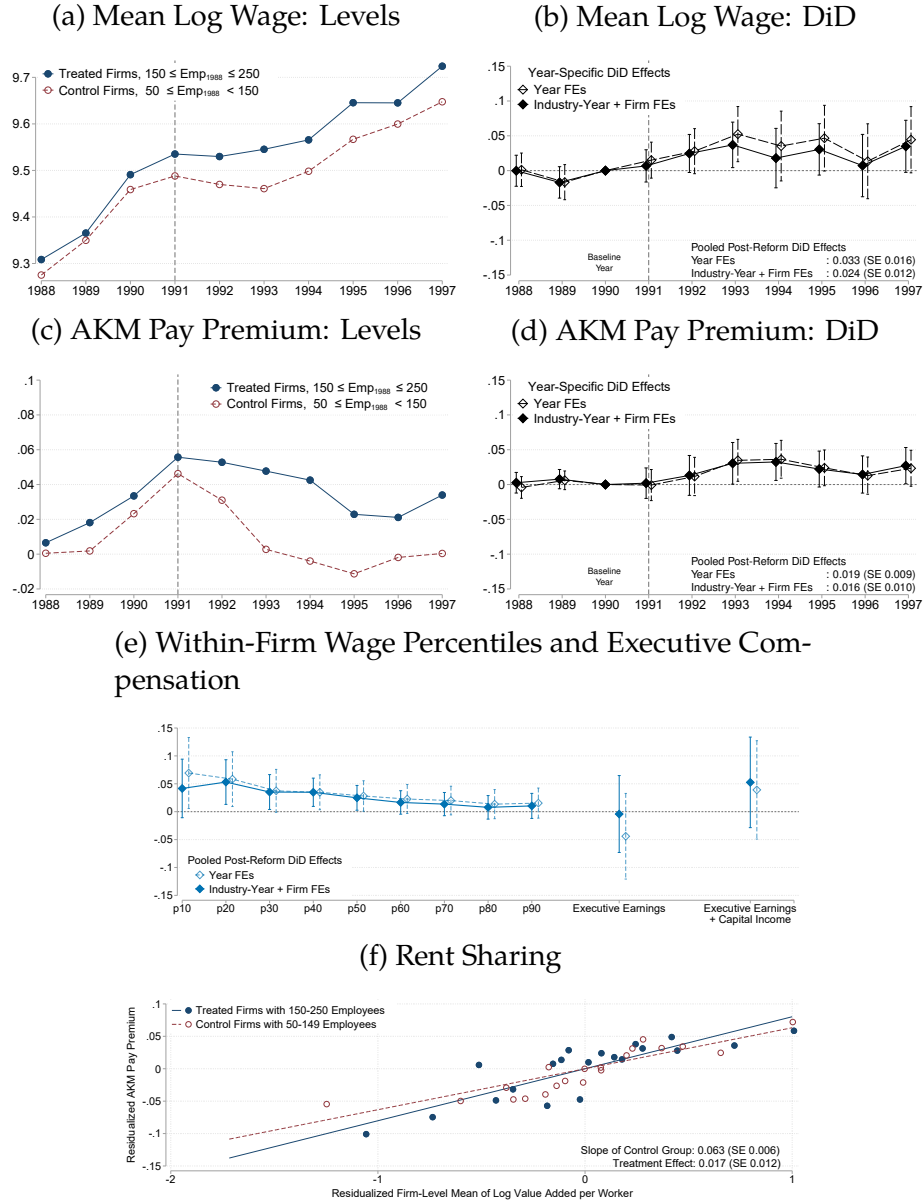 (a) Mean Log Wage: Levels
(b) Mean Log Wage: DiD
9.7
9.6
9.5
9.4
9.3
Treated Firms, 150 ≤ Emp1988 ≤ 250
Control Firms, 50 ≤ Emp1988 < 150
1988 1989 1990 1991 1992 1993 1994 1995 1996 1997
.15
.1
.05
0
-.05
-.1
-.15
Year-Specific DiD Effects
Year FEs
Industry-Year + Firm FEs
Baseline
Year
Pooled Post-Reform DiD Effects
Year FEs : 0.033 (SE 0.016)
Industry-Year + Firm FEs : 0.024 (SE 0.012)
1988 1989 1990 1991 1992 1993 1994 1995 1996 1997
(c) AKM Pay Premium: Levels
(d) AKM Pay Premium: DiD
.1
.08
.06
.04
.02
0
-.02
Treated Firms, 150 ≤ Emp1988 ≤ 250
Control Firms, 50 ≤ Emp1988 < 150
1988 1989 1990 1991 1992 1993 1994 1995 1996 1997
.15
.1
.05
0
-.05
-.1
-.15
Year-Specific DiD Effects
Year FEs
Industry-Year + Firm FEs
Baseline
Year
Pooled Post-Reform DiD Effects
Year FEs : 0.019 (SE 0.009)
Industry-Year + Firm FEs : 0.016 (SE 0.010)
1988 1989 1990 1991 1992 1993 1994 1995 1996 1997
(e) Within-Firm Wage Percentiles and Executive Com-
pensation
.15
.1
.05
0
-.05
-.1
-.15
Pooled Post-Reform DiD Effects
Year FEs
Industry-Year + Firm FEs
p10 p20 p30 p40 p50 p60 p70 p80 p90 Executive Earnings Executive Earnings
+ Capital Income
(f) Rent Sharing
Residualized AKM Pay Premium
.1
.05
0
-.05
-.1
-.15
Treated Firms with 150-250 Employees
Control Firms with 50-149 Employees
Slope of Control Group: 0.063 (SE 0.006)
Treatment Effect: 0.017 (SE 0.012)
-2 -1 0 1
Residualized Firm-Level Mean of Log Value Added per Worker